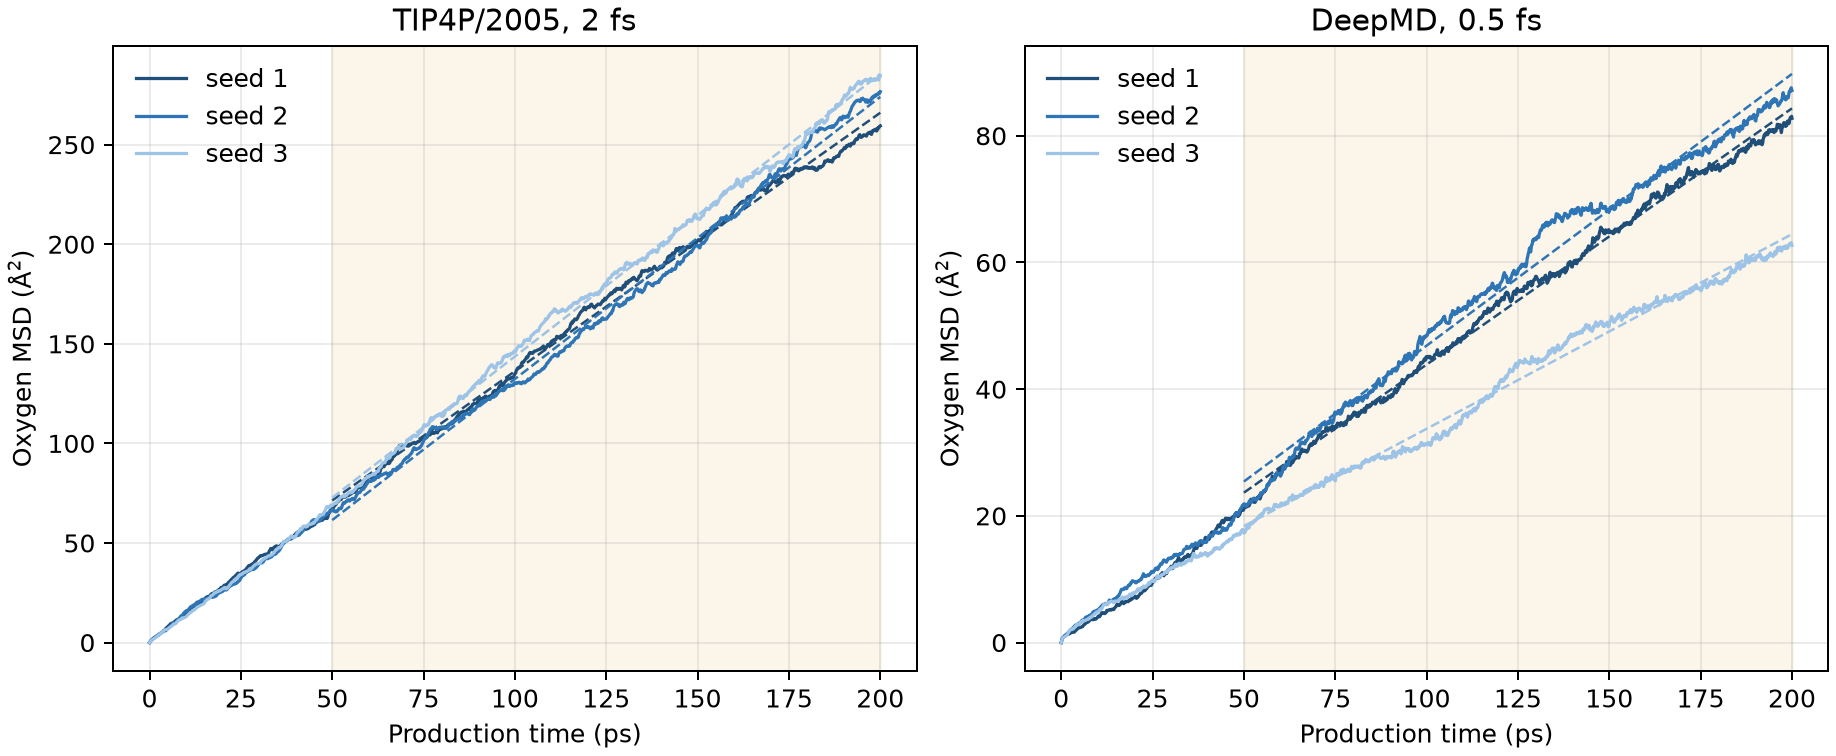 TIP4P/2005, 2 fs
seed 1
seed 2
seed 3
Oxygen MSD (Å²)
250
200
150
100
50
0
0 25 50 75 100 125 150 175 200
Production time (ps)
DeepMD, 0.5 fs
seed 1
seed 2
seed 3
Oxygen MSD (Å²)
80
60
40
20
0
0 25 50 75 100 125 150 175 200
Production time (ps)